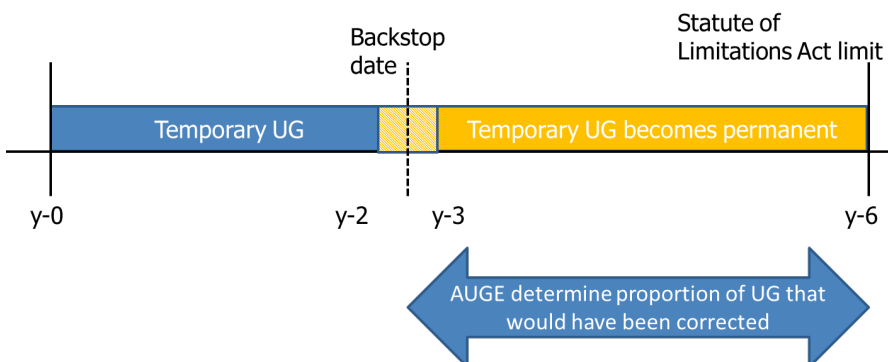 Backstop
date
Statute of
Limitations Act limit
Temporary UG
Temporary UG becomes permanent
y-0
y-2
y-3
y-6
AUGE determine proportion of UG that
would have been corrected